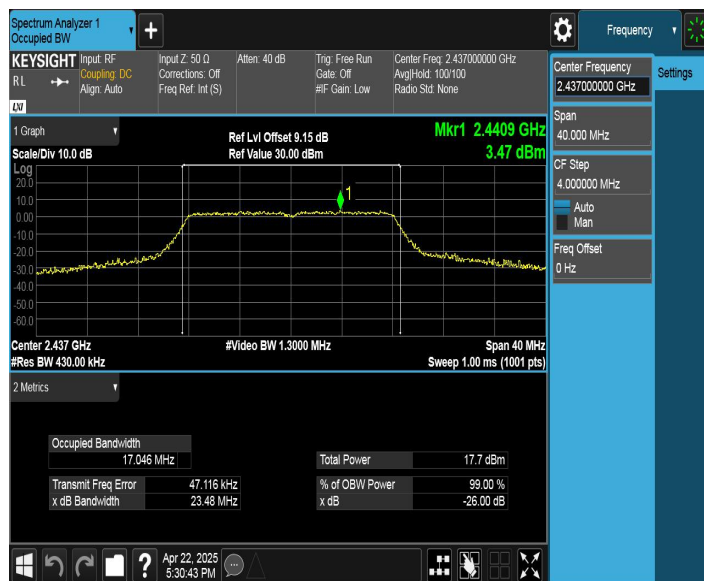 Spectrum Analyzer 1
Occupied BW
+
Frequency
KEYSIGHT
RL
LXI
Input: RF
Coupling: DC
Align: Auto
Input Z: 50 Ω
Corrections: Off
Freq Ref: Int (S)
Atten: 40 dB
Trig: Free Run
Gate: Off
#IF Gain: Low
Center Freq: 2.437000000 GHz
Avg|Hold: 100/100
Radio Std: None
Center Frequency
2.437000000 GHz
Settings
Span
40.000 MHz
CF Step
4.000000 MHz
Auto
Man
Freq Offset
0 Hz
1 Graph
Scale/Div 10.0 dB
Ref Lvl Offset 9.15 dB
Ref Value 30.00 dBm
Mkr1 2.4409 GHz
3.47 dBm
Log
20.0
10.0
0.00
-10.0
-20.0
-30.0
-40.0
-50.0
-60.0
1
Center 2.437 GHz
#Res BW 430.00 kHz
#Video BW 1.3000 MHz
Span 40 MHz
Sweep 1.00 ms (1001 pts)
2 Metrics
Occupied Bandwidth
17.046 MHz
Transmit Freq Error 47.116 kHz
x dB Bandwidth 23.48 MHz
Total Power 17.7 dBm
% of OBW Power 99.00 %
x dB -26.00 dB
?
Apr 22, 2025
5:30:43 PM